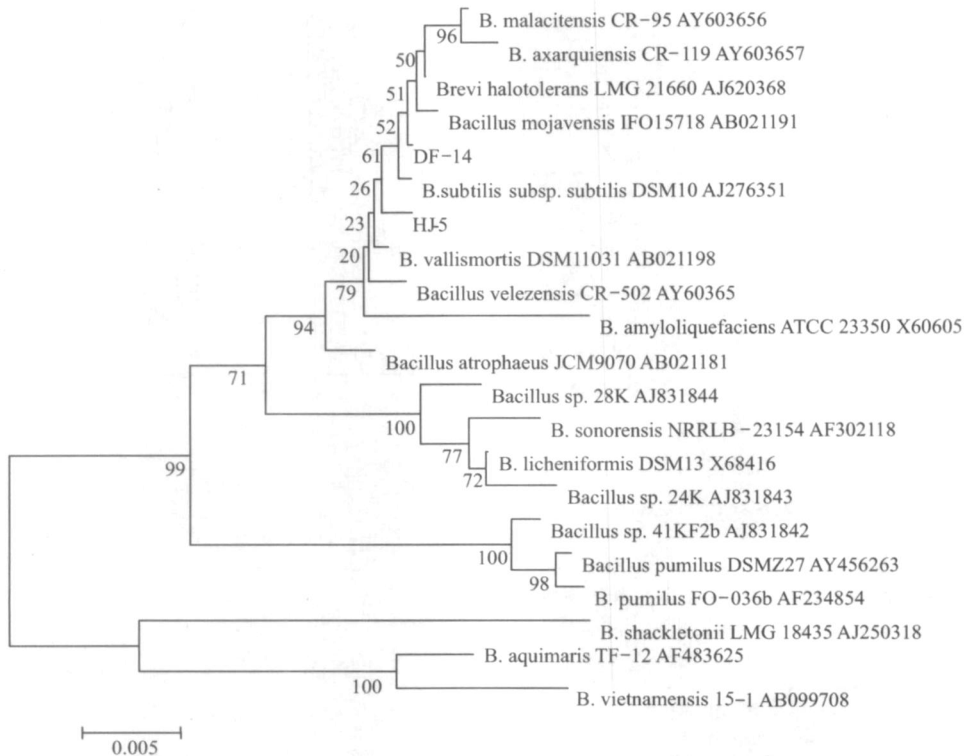 B. malacitensis CR-95 AY603656
96
B. axarquiensis CR-119 AY603657
50
Brevi halotolerans LMG 21660 AJ620368
51
Bacillus mojavensis IFO15718 AB021191
52
DF-14
61
B.subtilis subsp. subtilis DSM10 AJ276351
26
HJ-5
23
B. vallismortis DSM11031 AB021198
20
Bacillus velezensis CR-502 AY60365
79
B. amyloliquefaciens ATCC 23350 X60605
94
Bacillus atrophaeus JCM9070 AB021181
71
Bacillus sp. 28K AJ831844
100
B. sonorensis NRRLB-23154 AF302118
77
B. licheniformis DSM13 X68416
99
72
Bacillus sp. 24K AJ831843
Bacillus sp. 41KF2b AJ831842
100
Bacillus pumilus DSMZ27 AY456263
98
B. pumilus FO-036b AF234854
B. shackletonii LMG 18435 AJ250318
B. aquimaris TF-12 AF483625
100
B. vietnamensis 15-1 AB099708
0.005